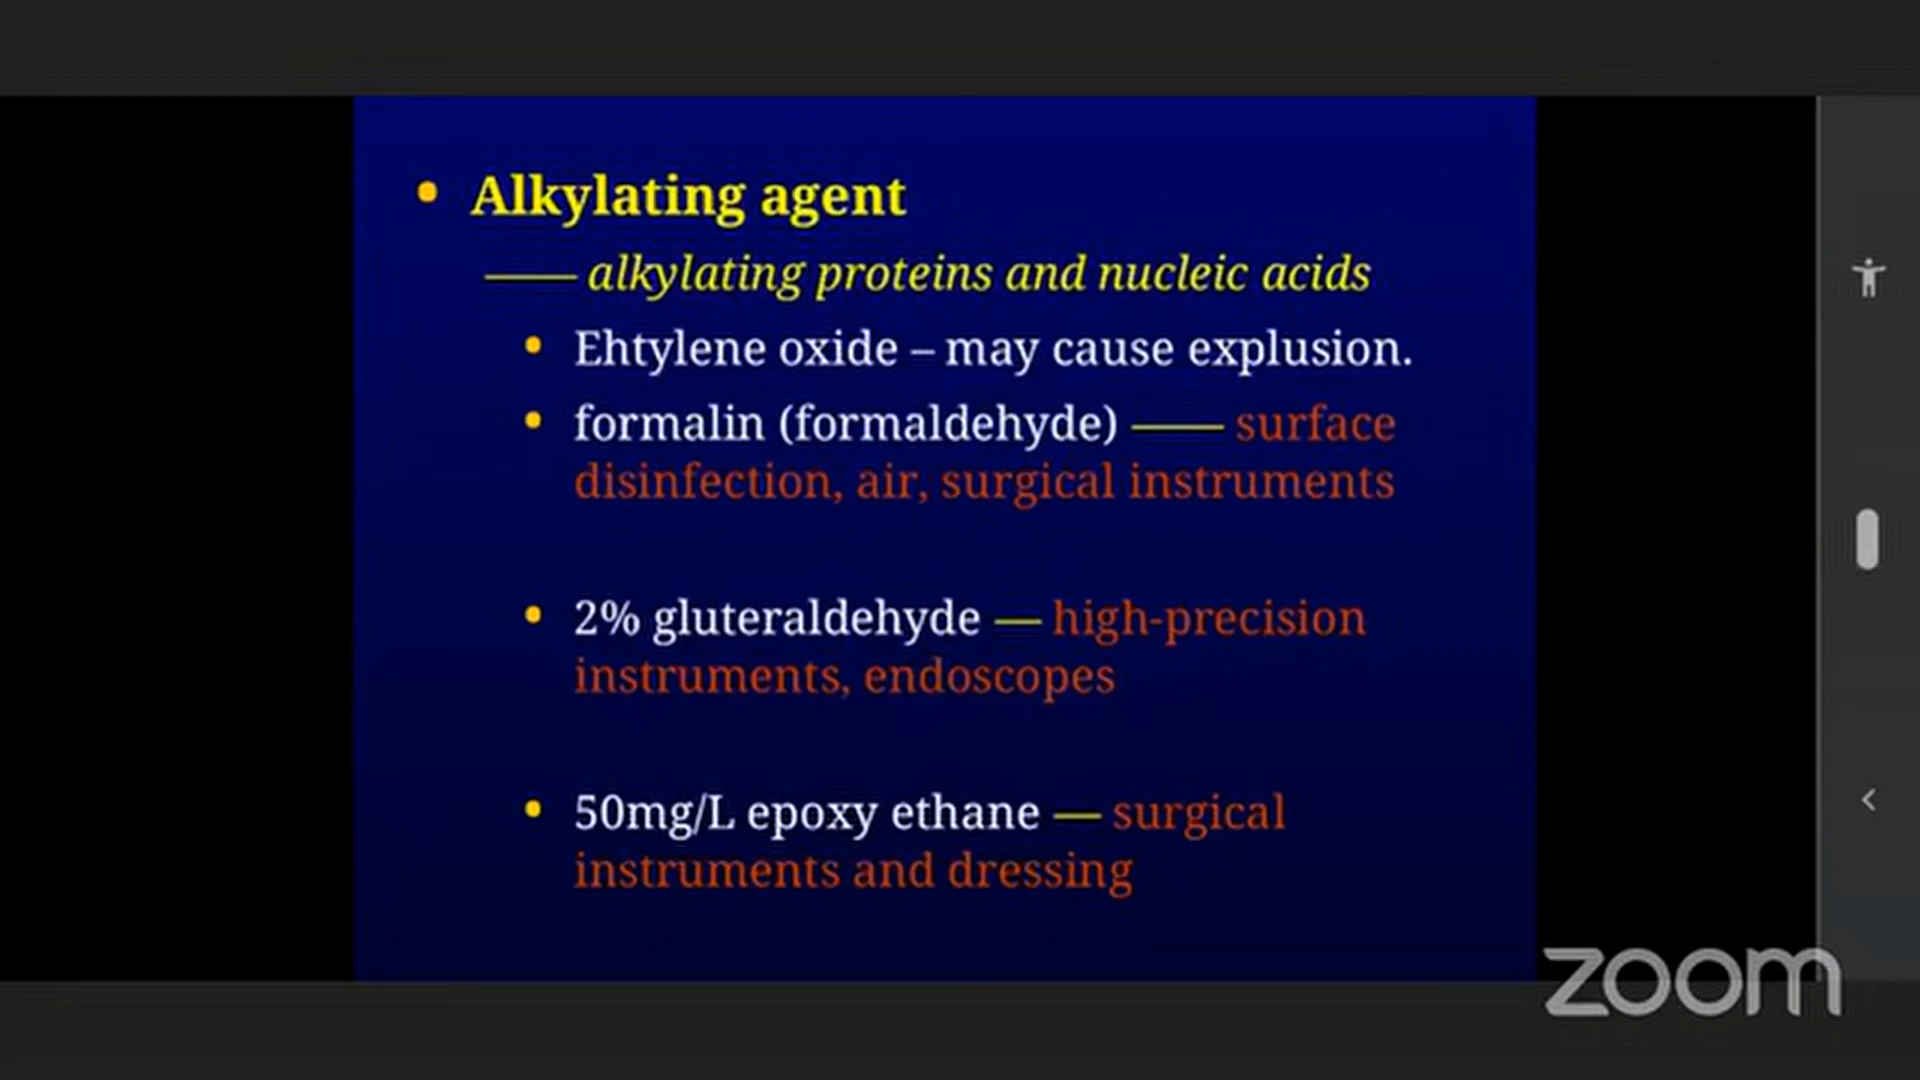 • Alkylating agent
—— alkylating proteins and nucleic acids
• Ehtylene oxide – may cause explusion.
• formalin (formaldehyde) —— surface
disinfection, air, surgical instruments
• 2% gluteraldehyde — high-precision
instruments, endoscopes
• 50mg/L epoxy ethane — surgical
instruments and dressing
zoom